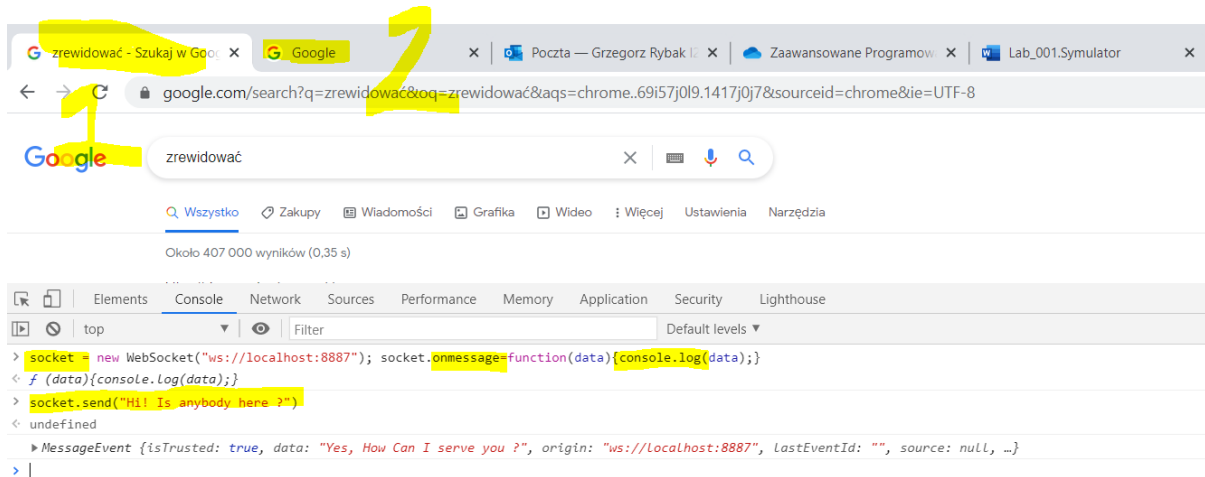 2
zrewidować - Szukaj w Goog Google Poczta — Grzegorz Rybak IZ Zaawansowane Programow Lab_001.Symulator
1
google.com/search?q=zrewidować&oq=zrewidować&aqs=chrome..69i57j0l9.1417j0j7&sourceid=chrome&ie=UTF-8
Google zrewidować
Wszystko Zakupy Wiadomości Grafika Wideo Więcej Ustawienia Narzędzia
Około 407 000 wyników (0,35 s)
Elements Console Network Sources Performance Memory Application Security Lighthouse
top Filter Default levels
> socket = new WebSocket("ws://localhost:8887"); socket.onmessage=function(data){console.log(data);}
ƒ (data){console.log(data);}
> socket.send("Hi! Is anybody here ?")
undefined
MessageEvent {isTrusted: true, data: "Yes, How Can I serve you ?", origin: "ws://localhost:8887", lastEventId: "", source: null, …}
>